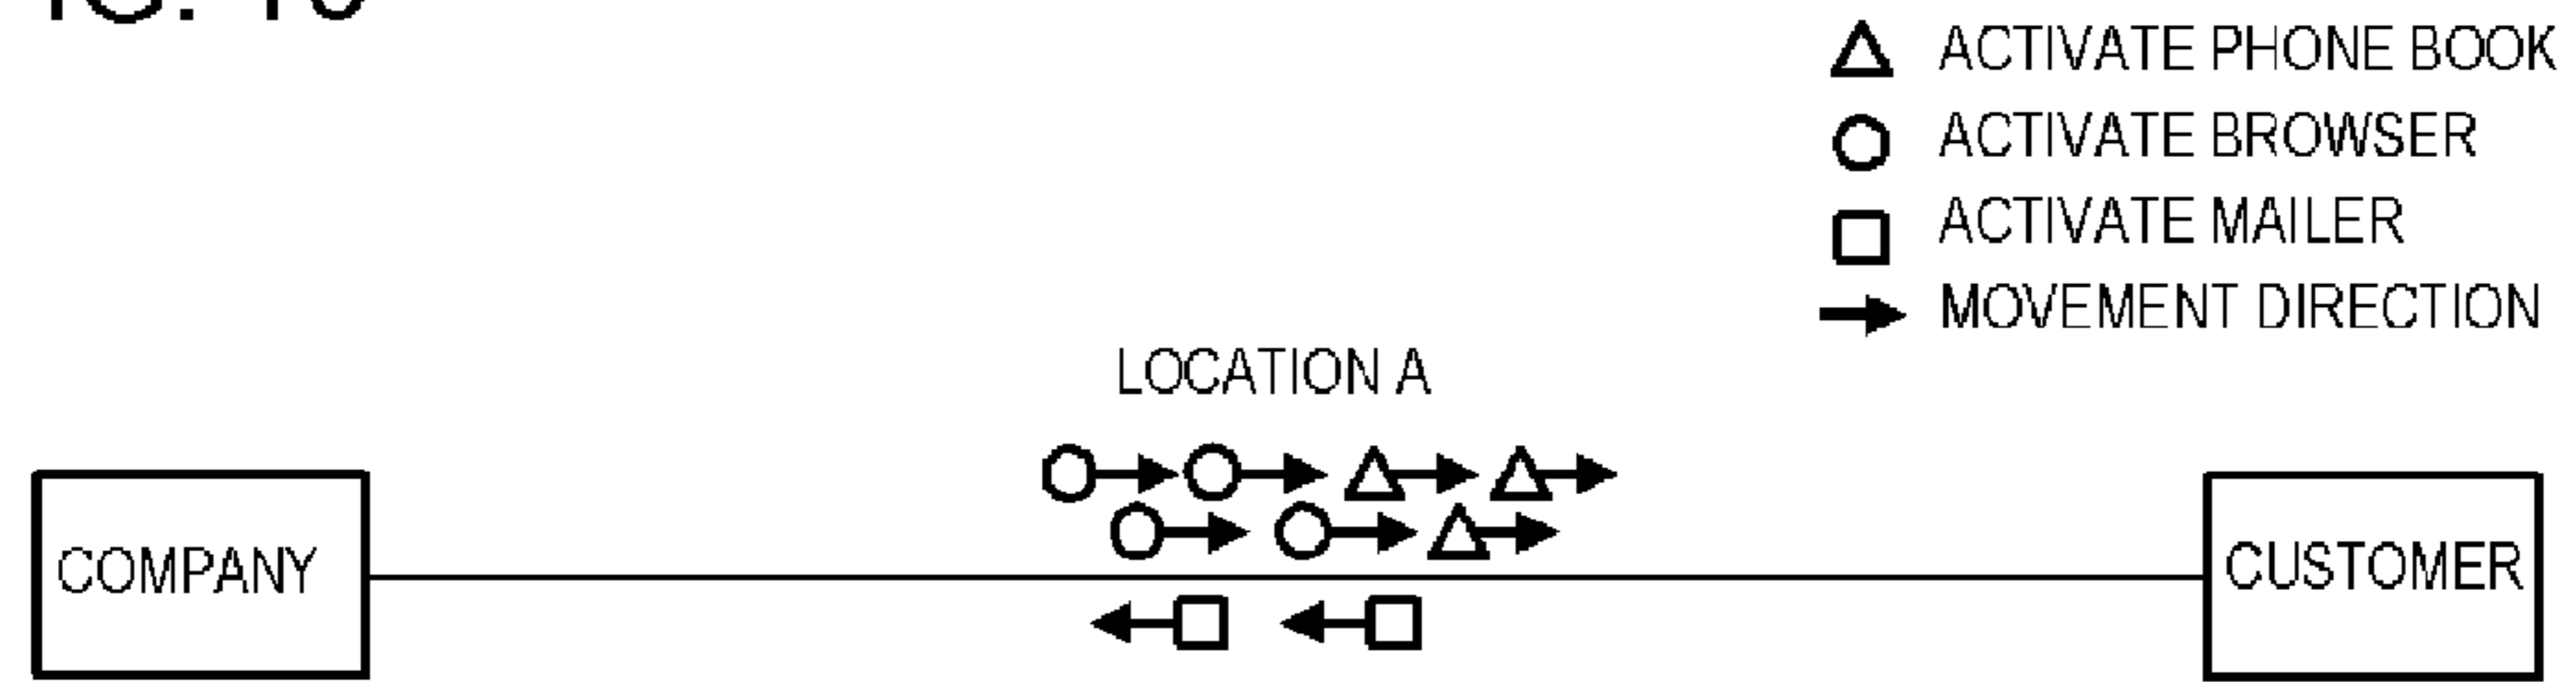 ACTIVATE PHONE BOOK
ACTIVATE BROWSER
ACTIVATE MAILER
MOVEMENT DIRECTION
LOCATION A
COMPANY
CUSTOMER